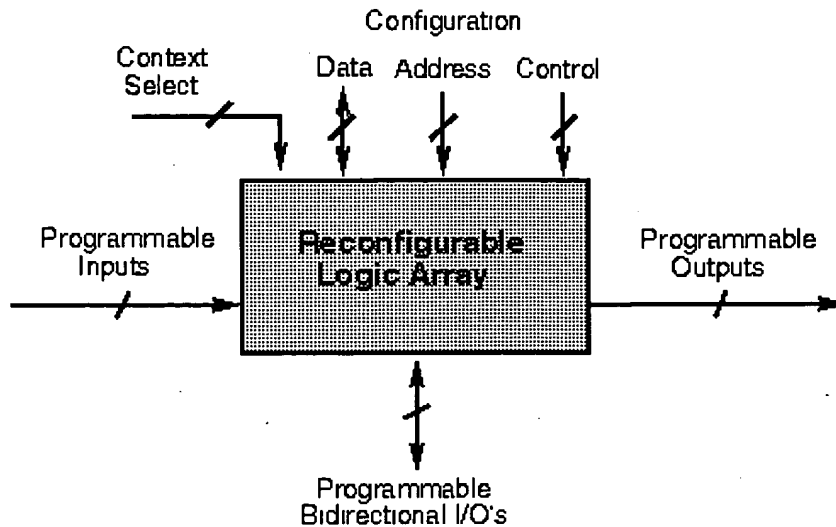 Configuration
Context
Select
Data Address Control
Reconfigurable
Logic Array
Programmable
Inputs
Programmable
Outputs
Programmable
Bidirectional I/O's